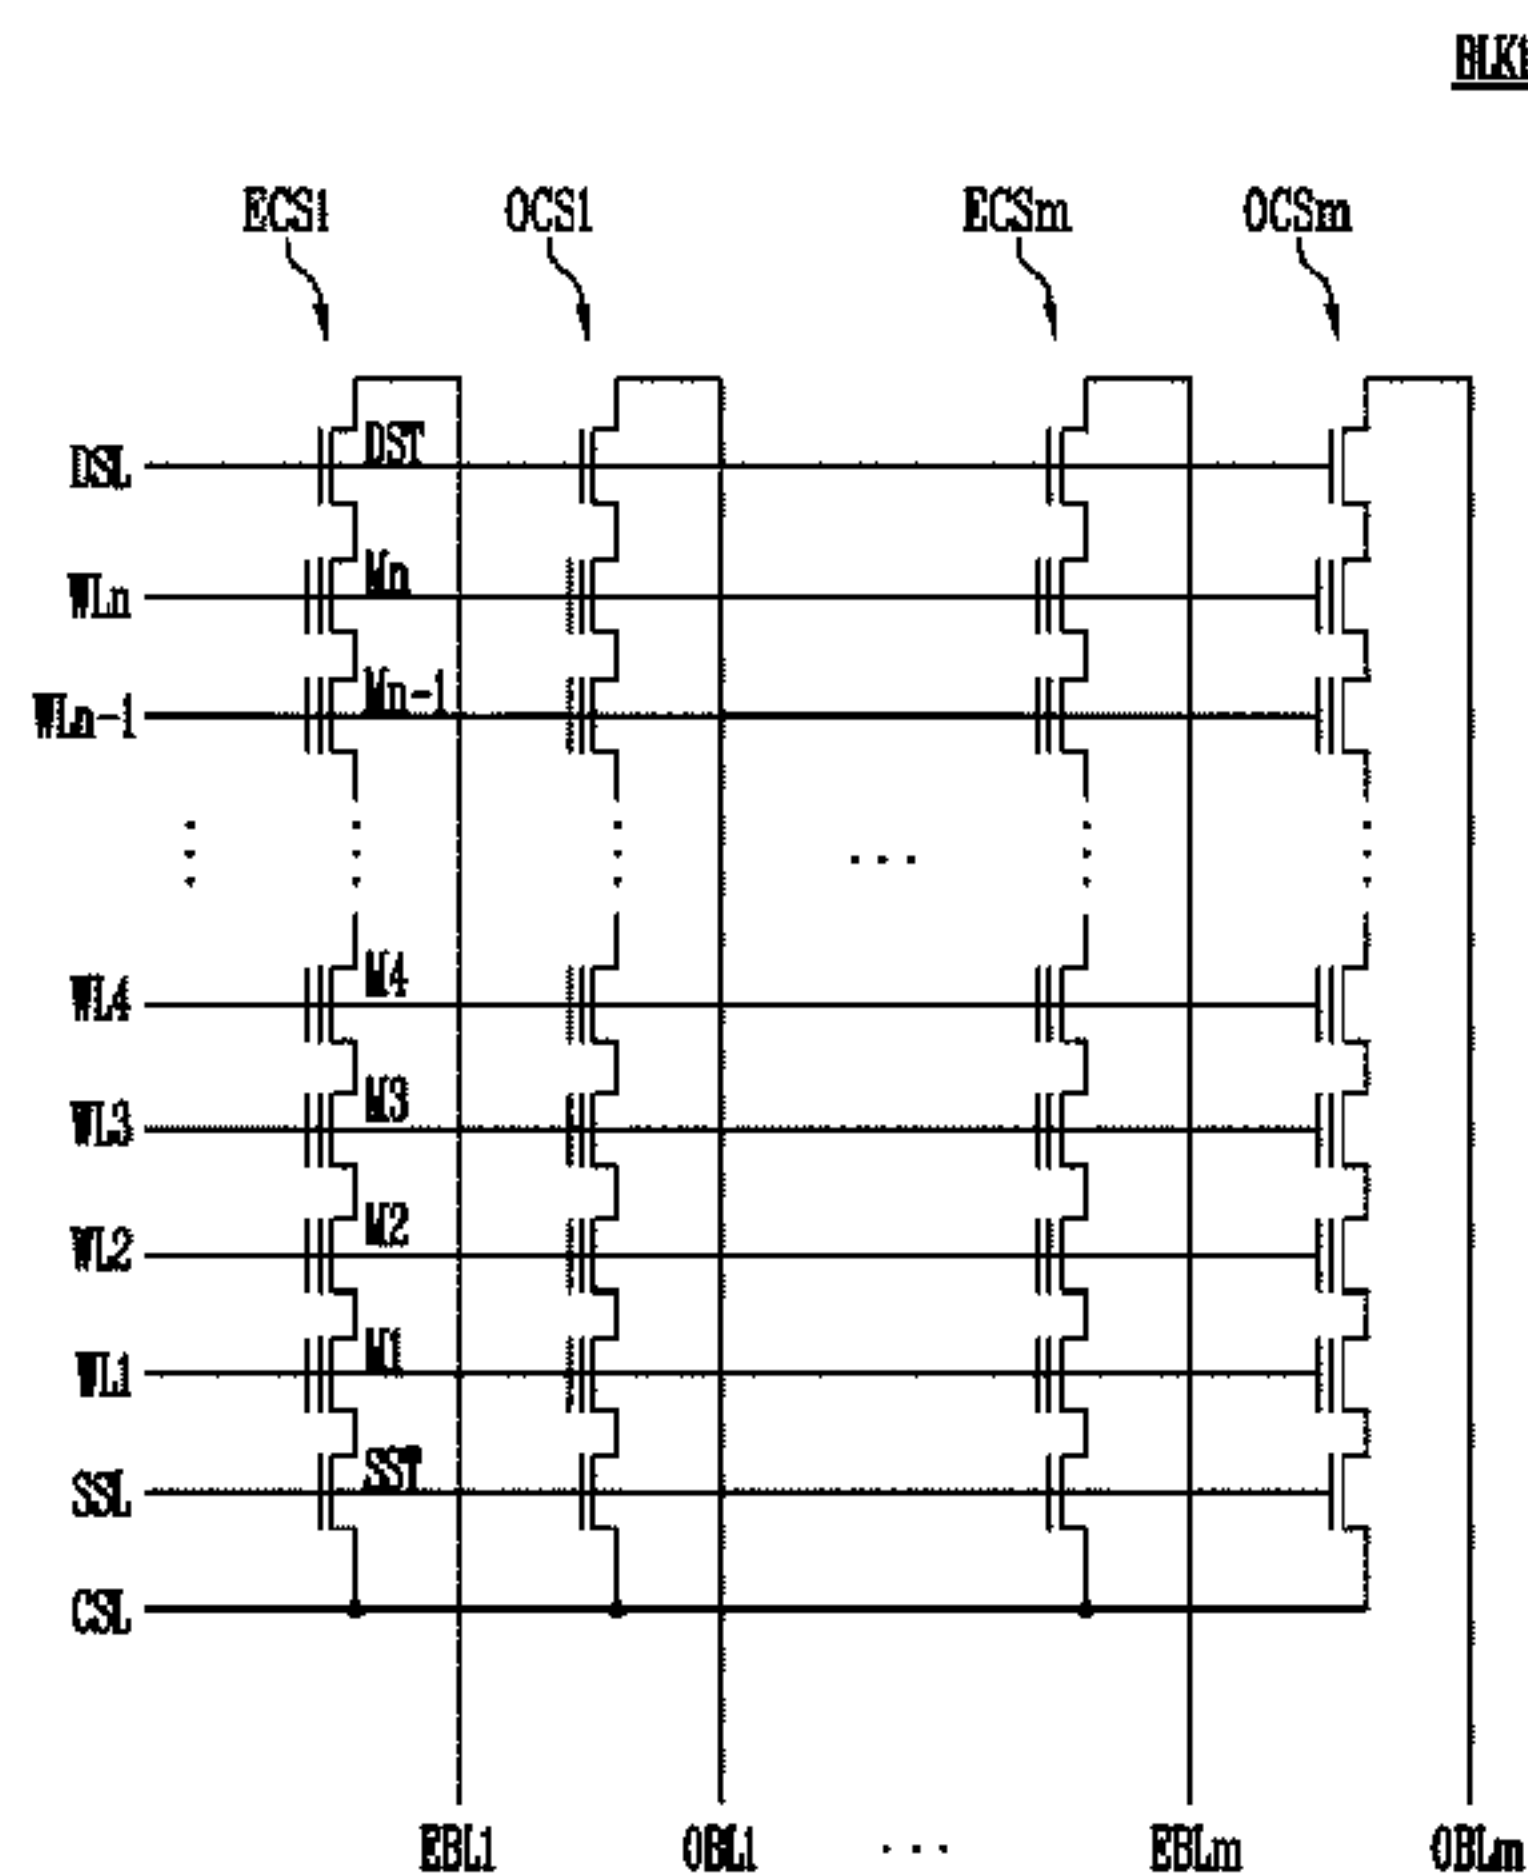 BLK1
ECS1 OCS1 ECSm OCSm
DSL DST
WLn Mn
WLn-1 Mn-1
WL4 M4
WL3 M3
WL2 M2
WL1 M1
SSL SST
CSL
EBL1 OBL1 ... EBLm OBLm